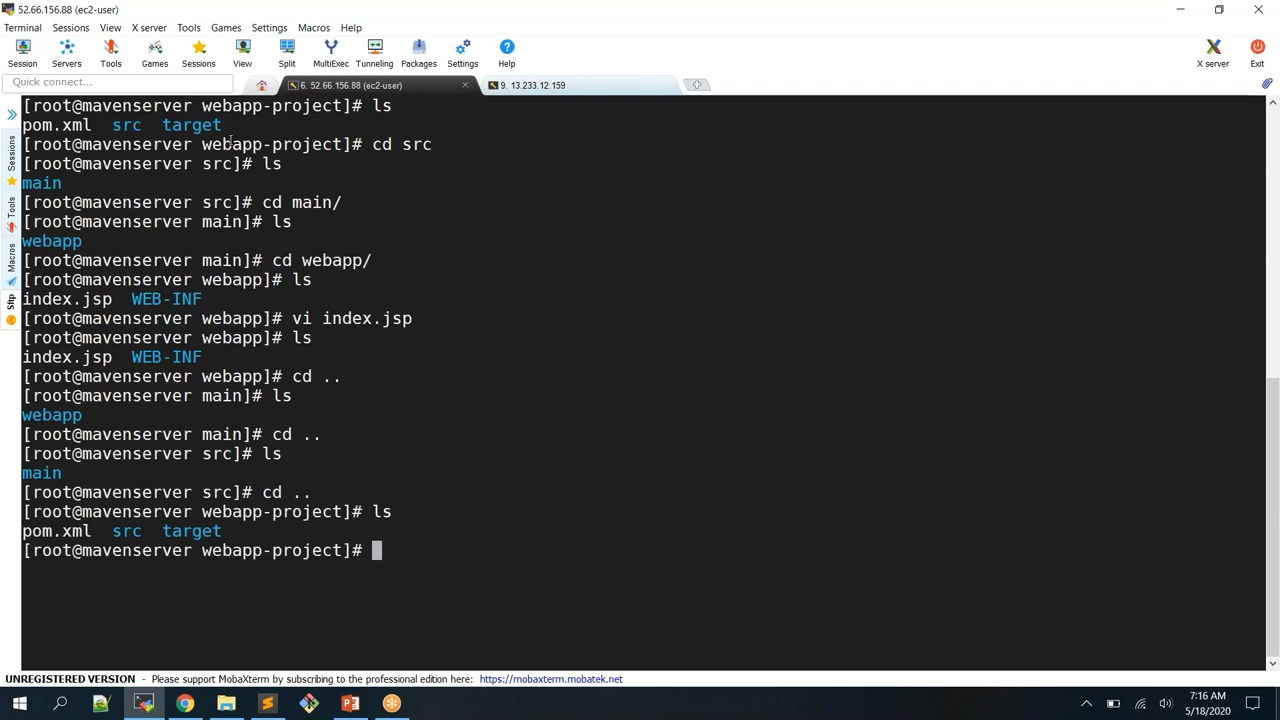 52.66.156.88 (ec2-user)
Terminal Sessions View X server Tools Games Settings Macros Help
Session Servers Tools Games Sessions View Split MultiExec Tunneling Packages Settings Help X server Exit
Quick connect...
6. 52.66.156.88 (ec2-user)
9. 13.233.12.159
Sessions
Tools
Macros
Sftp
[root@mavenserver webapp-project]# ls
pom.xml src target
[root@mavenserver webapp-project]# cd src
[root@mavenserver src]# ls
main
[root@mavenserver src]# cd main/
[root@mavenserver main]# ls
webapp
[root@mavenserver main]# cd webapp/
[root@mavenserver webapp]# ls
index.jsp WEB-INF
[root@mavenserver webapp]# vi index.jsp
[root@mavenserver webapp]# ls
index.jsp WEB-INF
[root@mavenserver webapp]# cd ..
[root@mavenserver main]# ls
webapp
[root@mavenserver main]# cd ..
[root@mavenserver src]# ls
main
[root@mavenserver src]# cd ..
[root@mavenserver webapp-project]# ls
pom.xml src target
[root@mavenserver webapp-project]#
UNREGISTERED VERSION - Please support MobaXterm by subscribing to the professional edition here: https://mobaxterm.mobatek.net
7:16 AM
5/18/2020